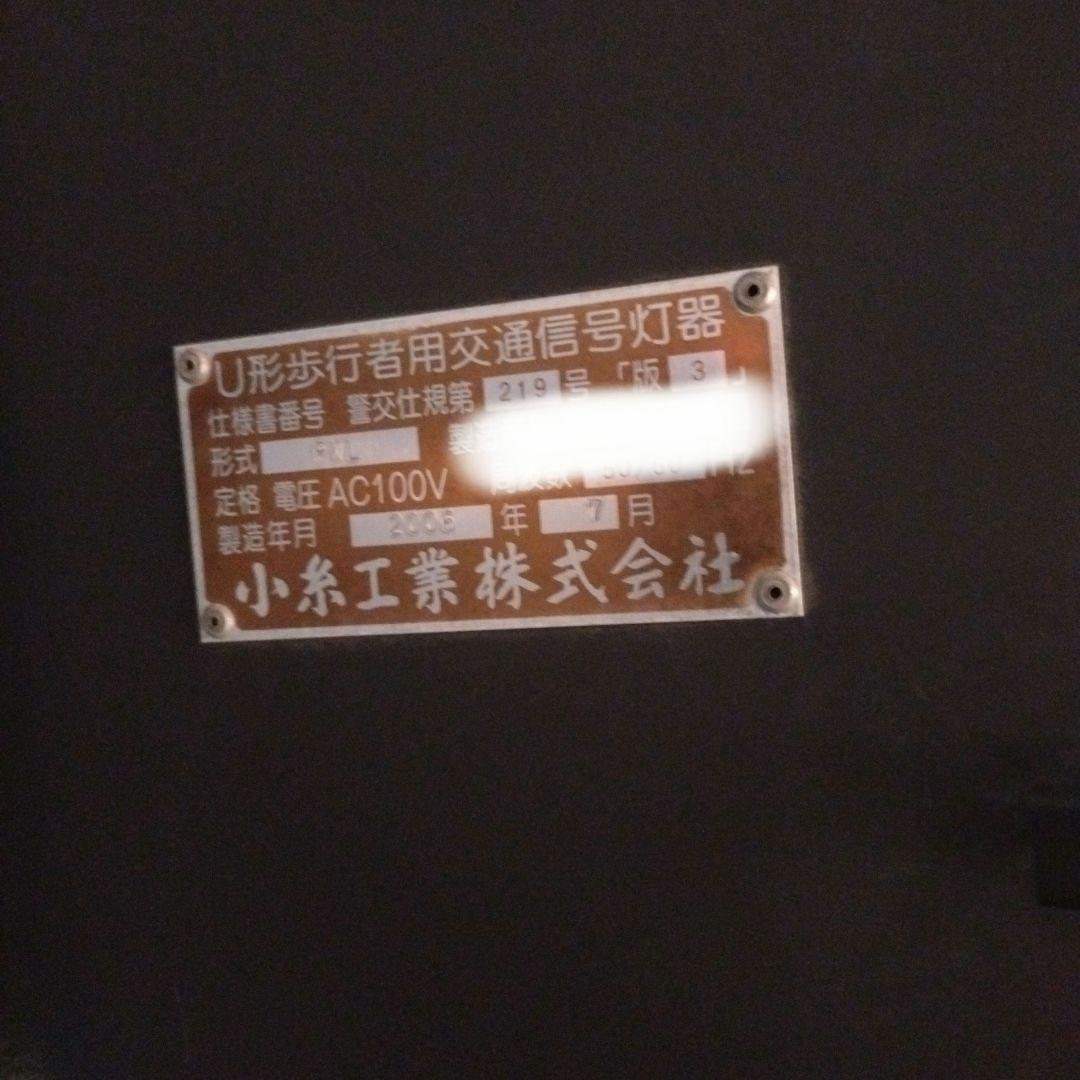 U形歩行者用交通信号灯器
仕様書番号 警交仕規第 219 号 「版 3 」
形式
定格 電圧 AC100V
製造年月 2006 年 7 月
小糸工業株式会社